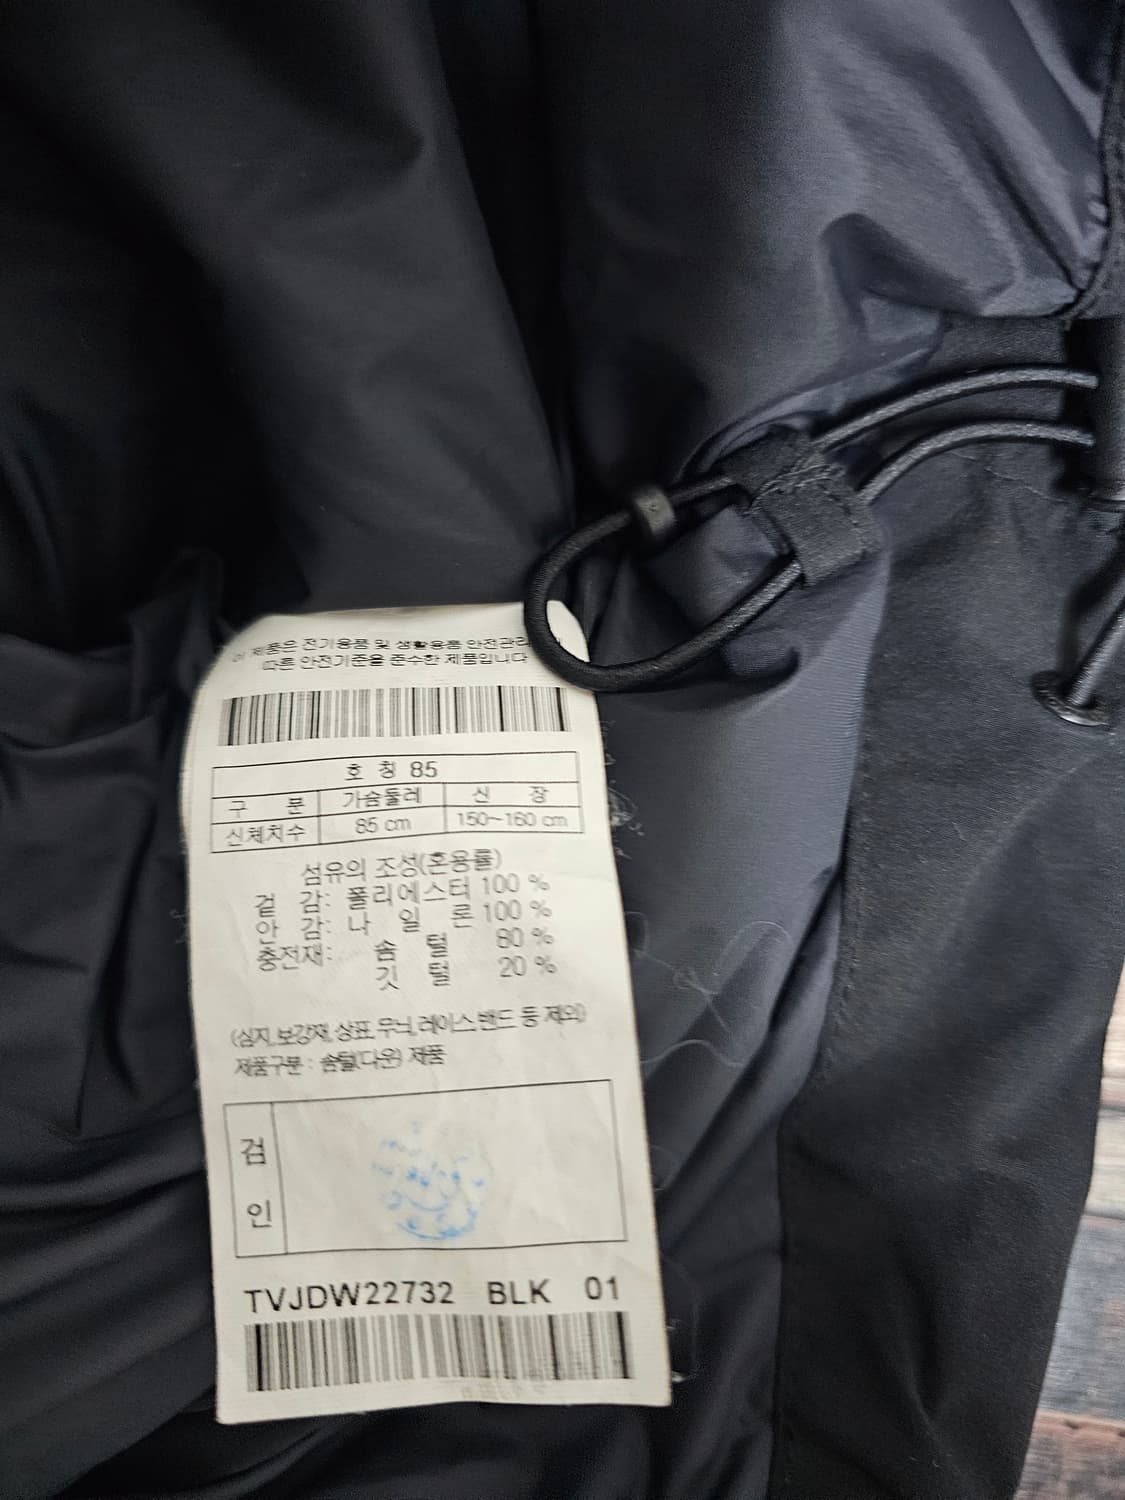 이 제품은 전기용품 및 생활용품 안전관리
따른 안전기준을 준수한 제품입니다
호 칭 85
구 분 가슴둘레 신 장
신체치수 85 cm 150~160 cm
섬유의 조성(혼용률)
겉 감: 폴리에스터 100 %
안 감: 나 일 론 100 %
충전재: 솜 털 80 %
깃 털 20 %
(심지,보강재,상표,무늬,레이스,밴드 등 제외)
제품구분 : 솜털(다운) 제품
검
인
TVJDW22732 BLK 01